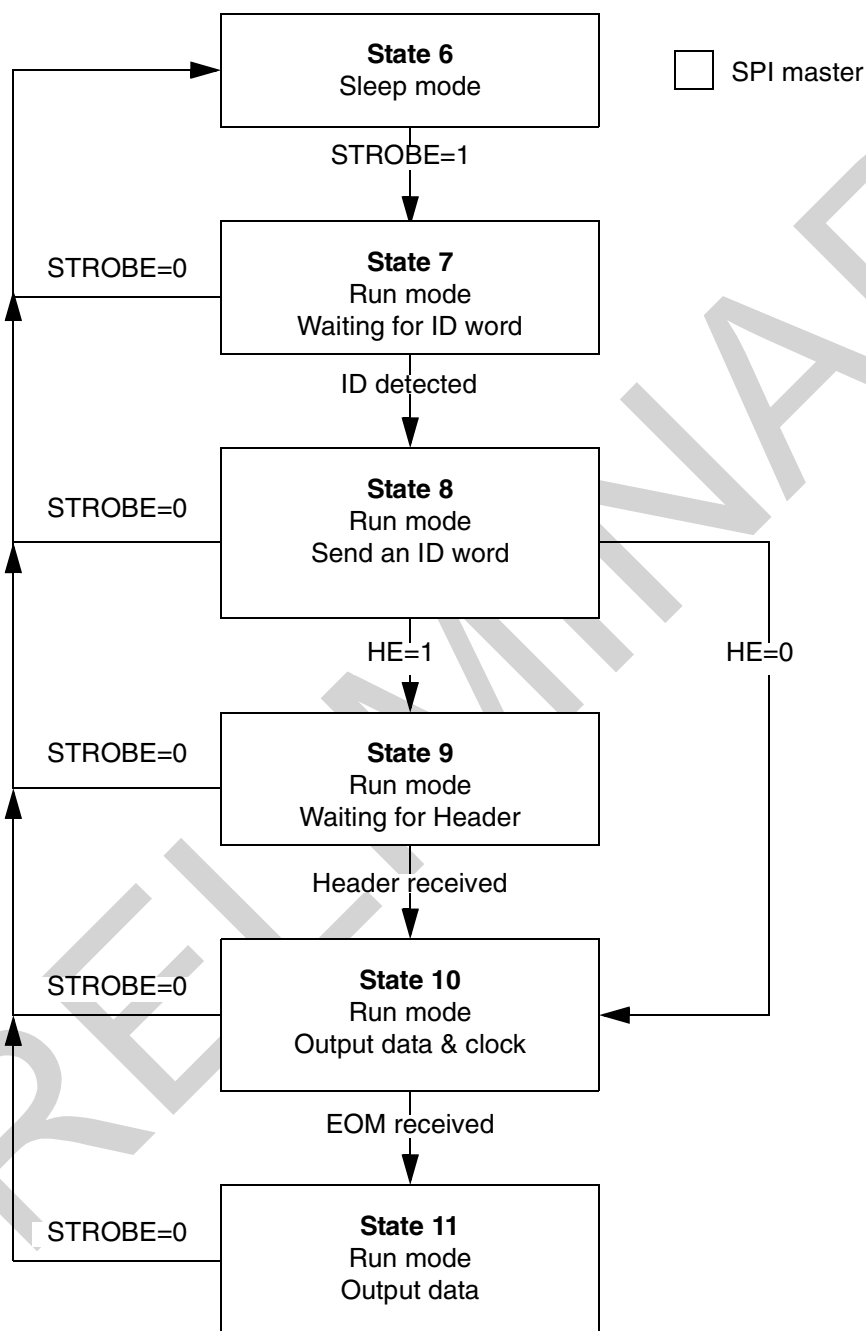 State 6
Sleep mode
SPI master
STROBE=1
State 7
Run mode
Waiting for ID word
STROBE=0
ID detected
State 8
Run mode
Send an ID word
STROBE=0
HE=1
HE=0
State 9
Run mode
Waiting for Header
STROBE=0
Header received
State 10
Run mode
Output data & clock
STROBE=0
EOM received
State 11
Run mode
Output data
STROBE=0